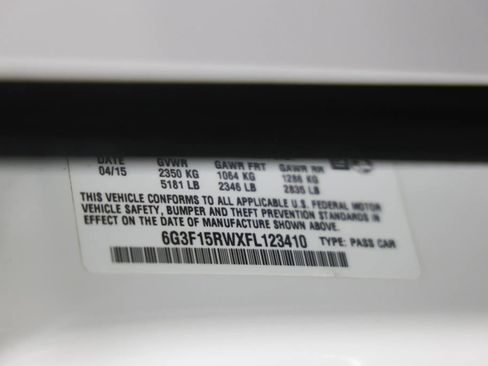 DATE GVWR GAWR FRT GAWR RR
04/15 2350 KG 1064 KG 1286 KG
5181 LB 2346 LB 2835 LB
THIS VEHICLE CONFORMS TO ALL APPLICABLE U.S. FEDERAL MOTOR
VEHICLE SAFETY, BUMPER AND THEFT PREVENTION STANDARDS IN
EFFECT ON THE DATE OF MANUFACTURE SHOWN ABOVE.
6G3F15RWXFL123410 TYPE: PASS CAR